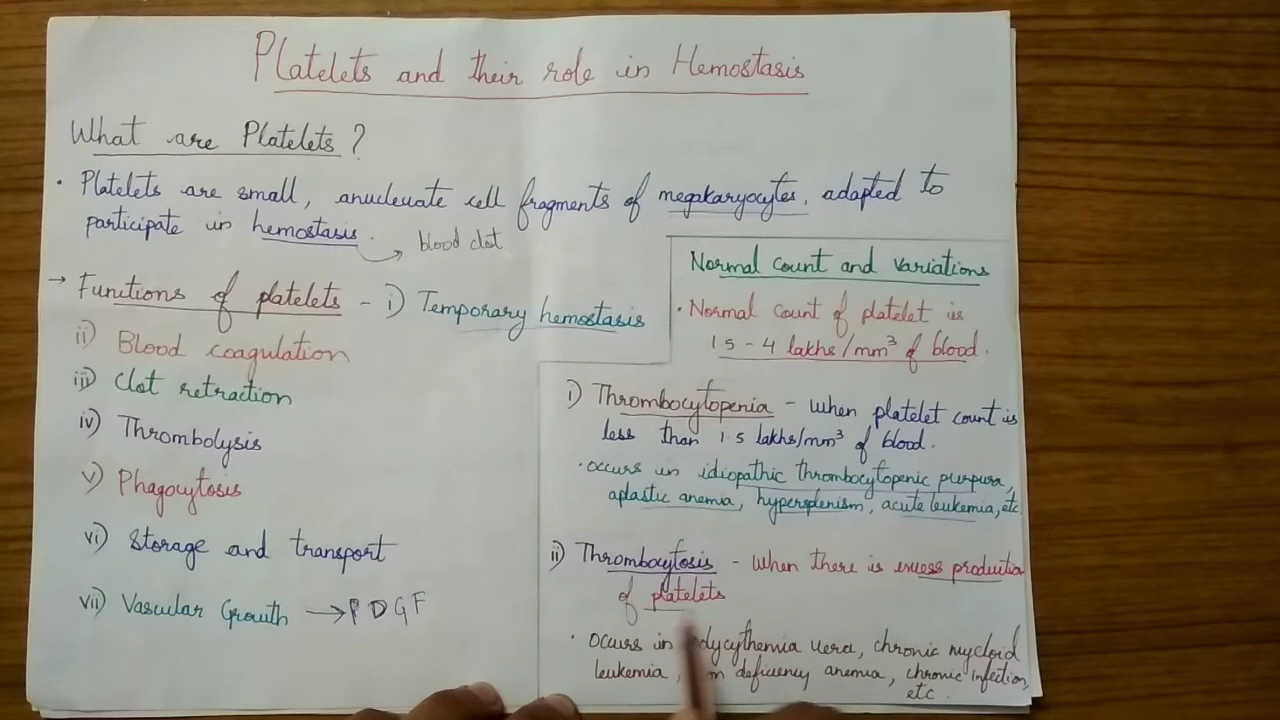 Platelets and their role in Hemostasis
What are Platelets?
• Platelets are small, anucleuate cell fragments of megakaryocytes, adapted to
participate in hemostasis.
blood clot
→ Functions of platelets - i) Temporary hemostasis
ii) Blood coagulation
iii) Clot retraction
iv) Thrombolysis
v) Phagocytosis
vi) Storage and transport
vii) Vascular Growth → PDGF
Normal count and variations
• Normal count of platelet is
1.5 - 4 lakhs/mm³ of blood.
i) Thrombocytopenia - when platelet count is
less than 1.5 lakhs/mm³ of blood.
• occurs in idiopathic thrombocytopenic purpura,
aplastic anemia, hypersplenism, acute leukemia, etc
ii) Thrombocytosis - When there is excess production
of platelets
• occurs in vera, chronic myeloid
leukemia, deficiency anemia, chronic infection,
etc.